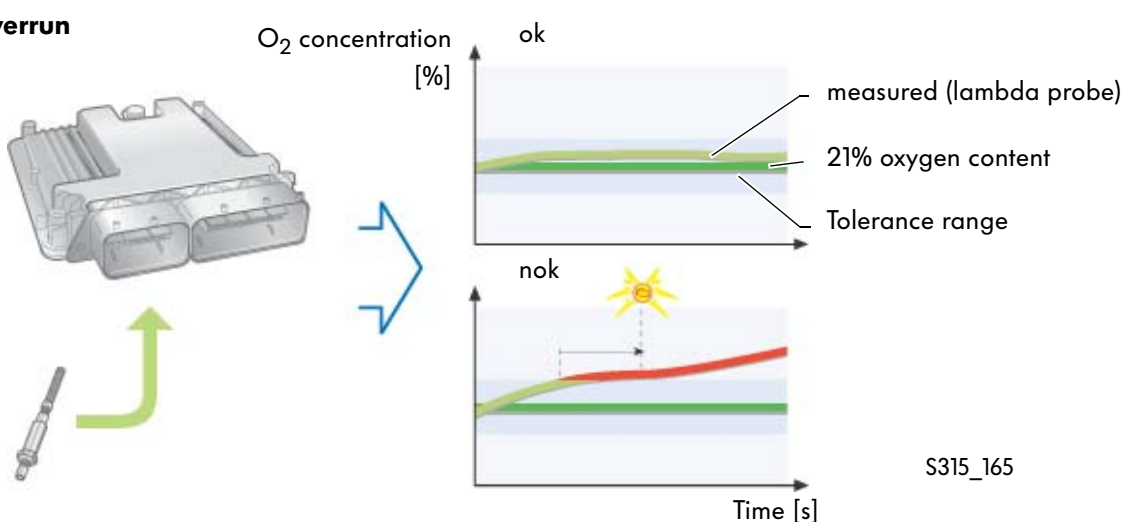 verrun
O2 concentration
[%]
ok
measured (lambda probe)
21% oxygen content
Tolerance range
nok
S315_165
Time [s]